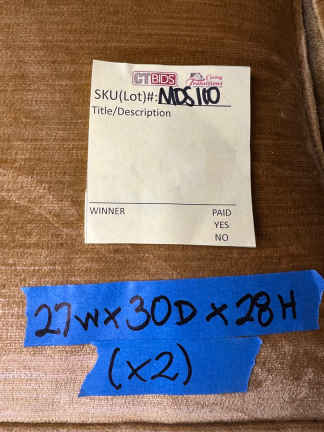 CTBIDS Caring Transitions
SKU(Lot)#: MDS110
Title/Description
WINNER PAID
YES
NO
27W x 30D x 28H
(x2)